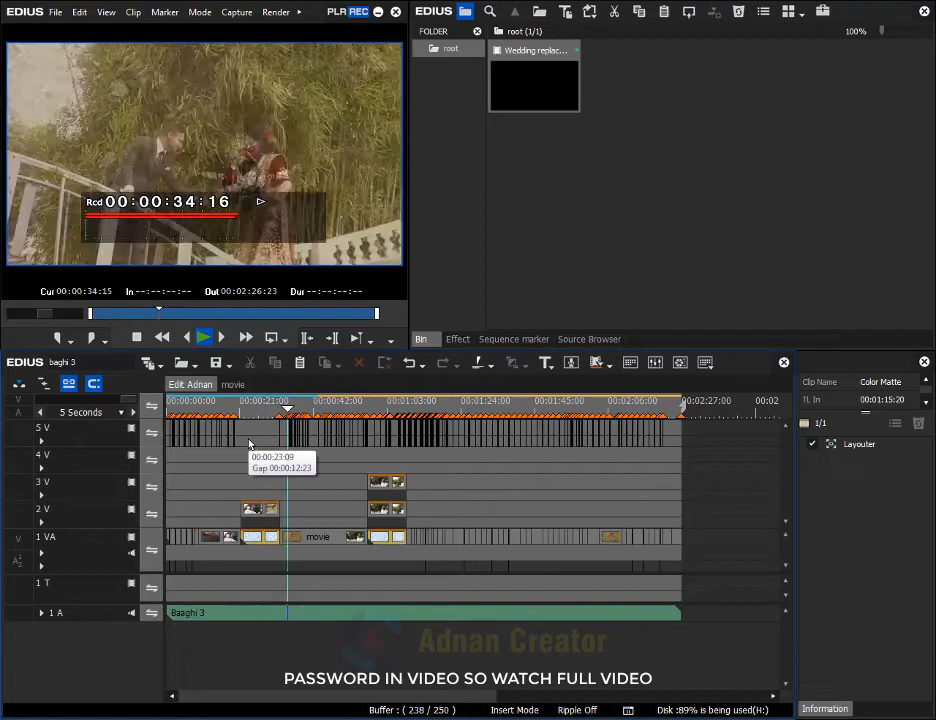 EDIUS File Edit View Clip Marker Mode Capture Render PLR REC
Rcd 00:00:34:16
Cur 00:00:34:15 In --:--:--:-- Out 00:02:26:23 Dur --:--:--:--
EDIUS
FOLDER
root (1/1)
100%
root
Wedding replac...
Bin Effect Sequence marker Source Browser
EDIUS baghi 3
Edit Adnan movie
5 Seconds
00:00:00:00 00:00:21:00 00:00:42:00 00:01:03:00 00:01:24:00 00:01:45:00 00:02:06:00 00:02:27:00 00:02
V
A
5 V
4 V
3 V
2 V
1 VA
V
A1/2
1 T
1 A
00:00:23:09
Gap 00:00:12:23
movie
Baaghi 3
Clip Name Color Matte
TL In 00:01:15:20
1/1
Layouter
Adnan Creator
PASSWORD IN VIDEO SO WATCH FULL VIDEO
Buffer : ( 238 / 250 ) Insert Mode Ripple Off Disk :89% is being used(H:)
Information